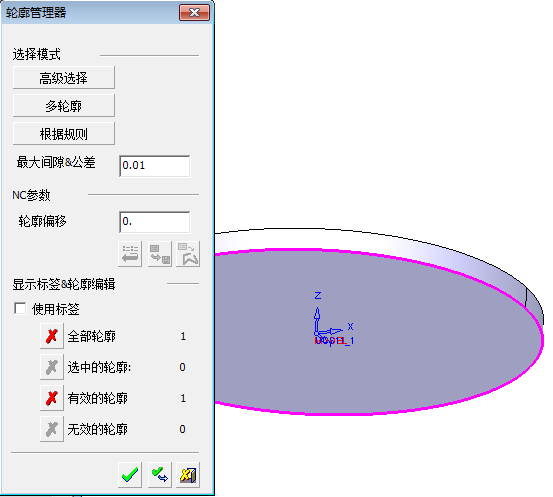 轮廓管理器
选择模式
高级选择
多轮廓
根据规则
最大间隙&公差 0.01
NC参数
轮廓偏移 0.
显示标签&轮廓编辑
使用标签
全部轮廓 1
选中的轮廓: 0
有效的轮廓 1
无效的轮廓 0
Z
X